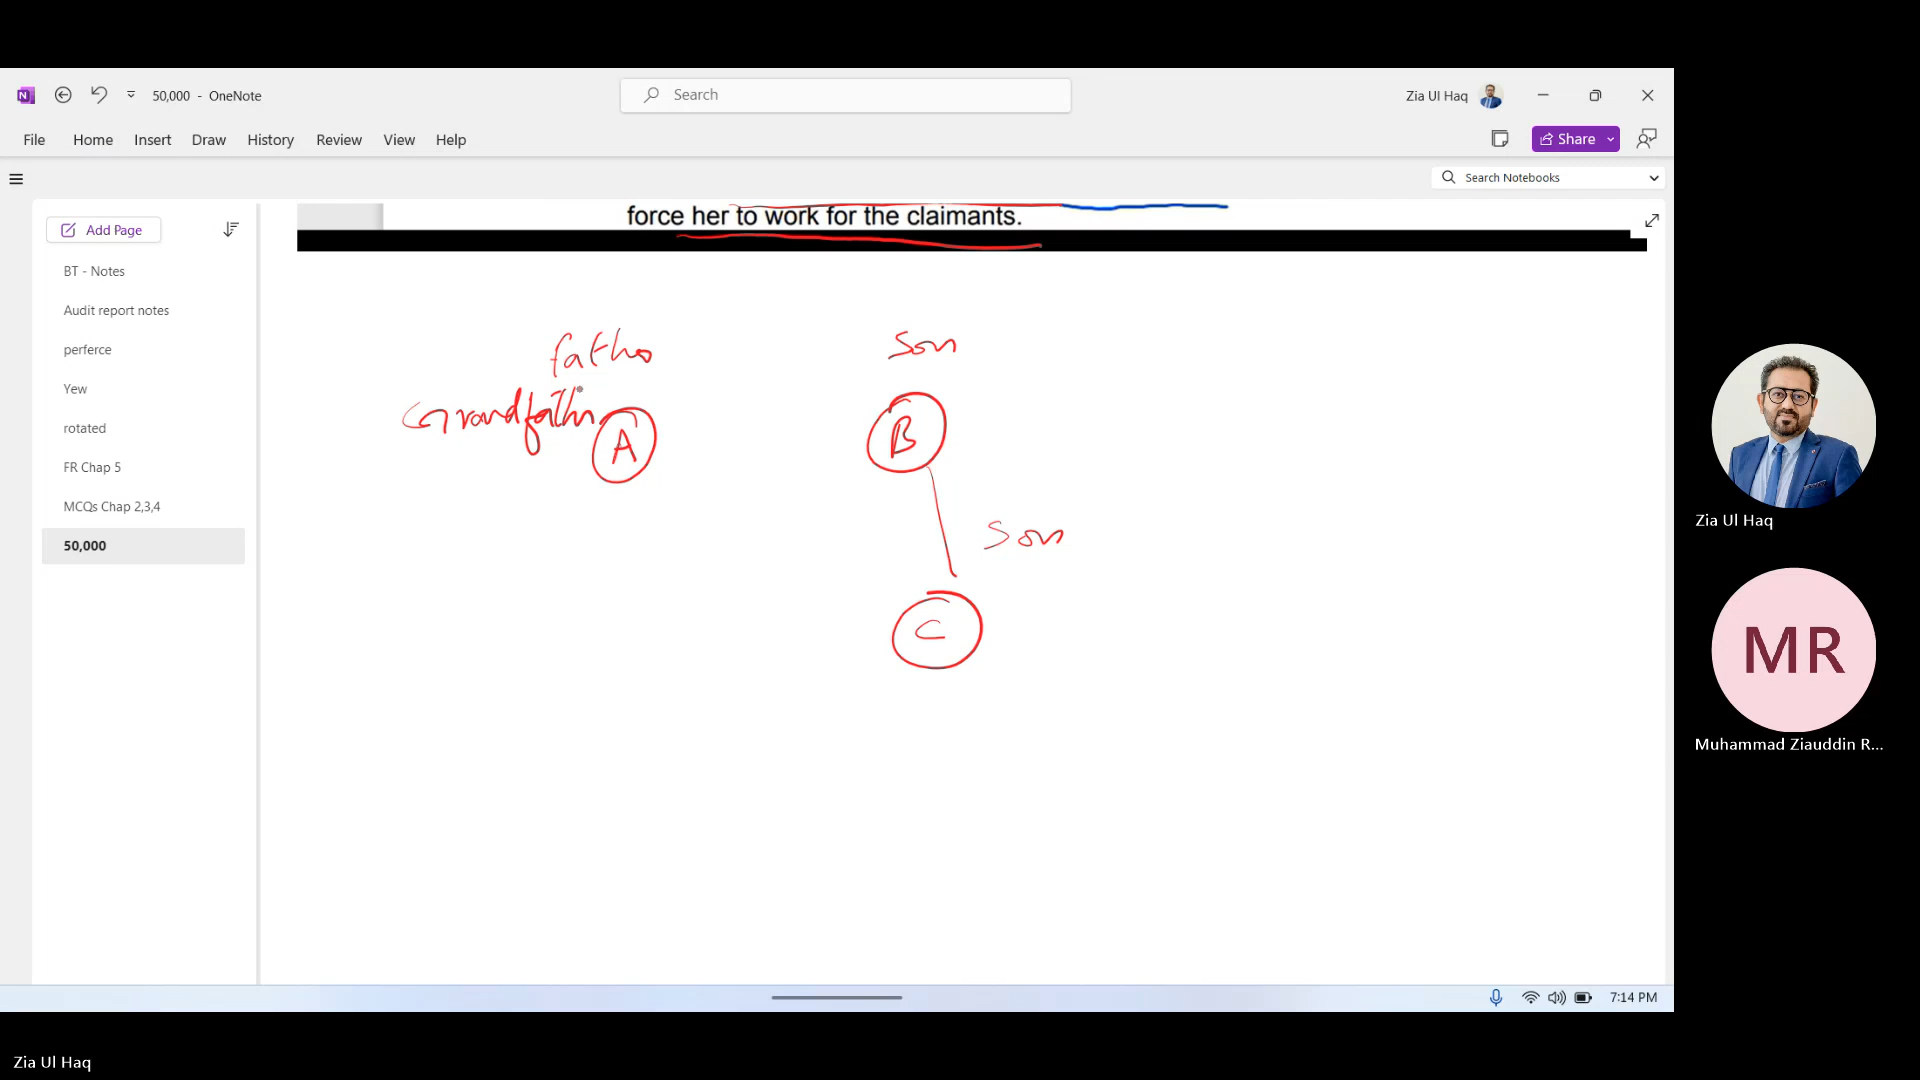 50,000 - OneNote
Search
Zia Ul Haq
File Home Insert Draw History Review View Help
Share
Search Notebooks
Add Page
BT - Notes
Audit report notes
perferce
Yew
rotated
FR Chap 5
MCQs Chap 2,3,4
50,000
force her to work for the claimants.
Son
Grandfath
A
B
Son
C
Zia Ul Haq
MR
Muhammad Ziauddin R...
7:14 PM
Zia Ul Haq